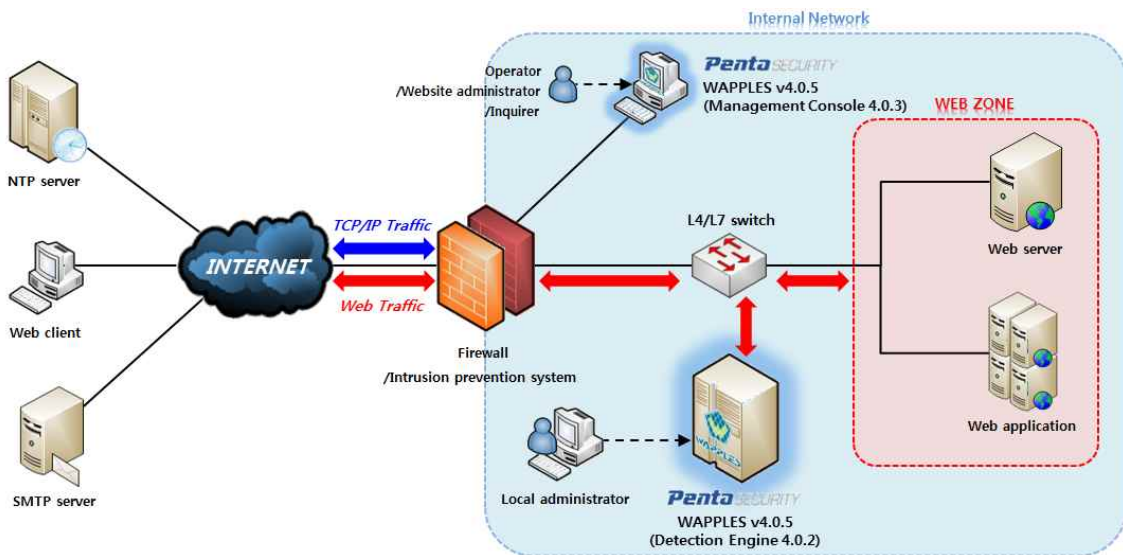 Internal Network
Operator
/Website administrator
/Inquirer
Penta SECURITY
WAPPLES v4.0.5
(Management Console 4.0.3)
WEB ZONE
NTP server
TCP/IP Traffic
INTERNET
Web Traffic
L4/L7 switch
Web server
Web client
Firewall
/Intrusion prevention system
WAPPLES
Web application
SMTP server
Local administrator
Penta SECURITY
WAPPLES v4.0.5
(Detection Engine 4.0.2)